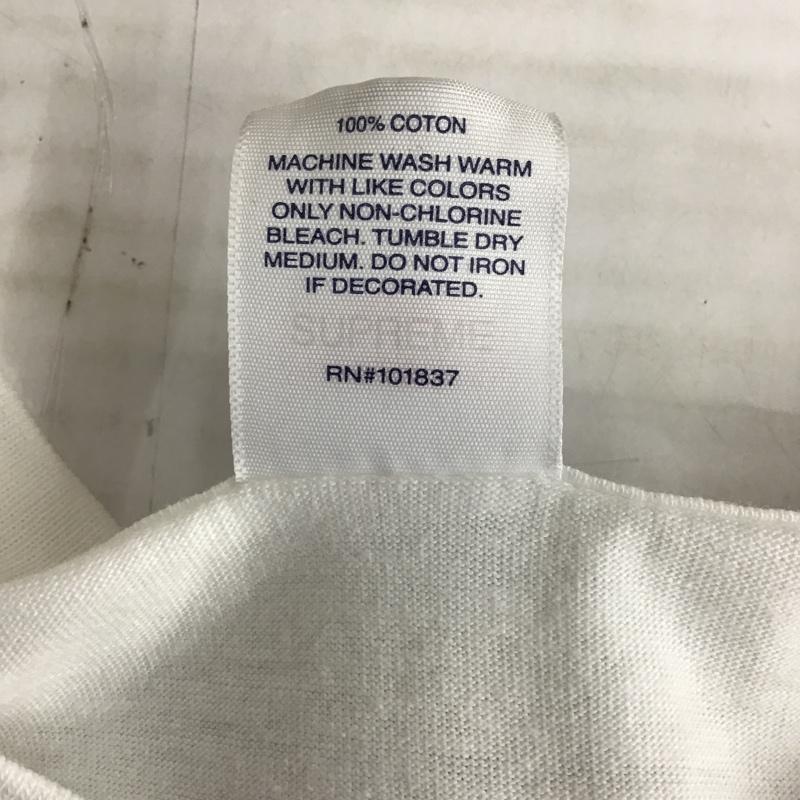 100% COTON
MACHINE WASH WARM
WITH LIKE COLORS
ONLY NON-CHLORINE
BLEACH. TUMBLE DRY
MEDIUM. DO NOT IRON
IF DECORATED.
SUPREME
RN#101837